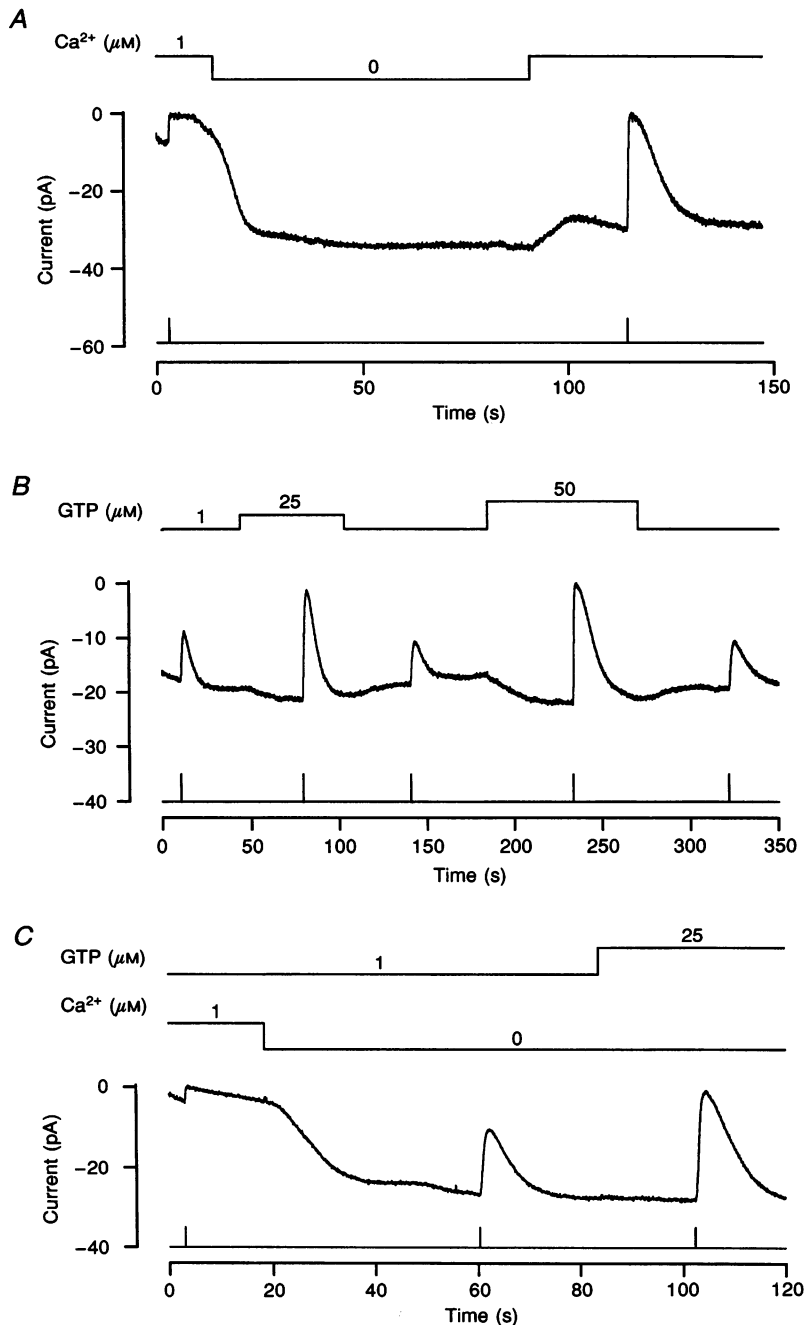 A
Ca²⁺ (μM)
1
0
0
−20
−40
−60
Current (pA)
0 50 100 150
Time (s)
B
GTP (μM)
1
25
50
0
−10
−20
−30
−40
Current (pA)
0 50 100 150 200 250 300 350
Time (s)
C
GTP (μM)
1
25
Ca²⁺ (μM)
1
0
0
−20
−40
Current (pA)
0 20 40 60 80 100 120
Time (s)